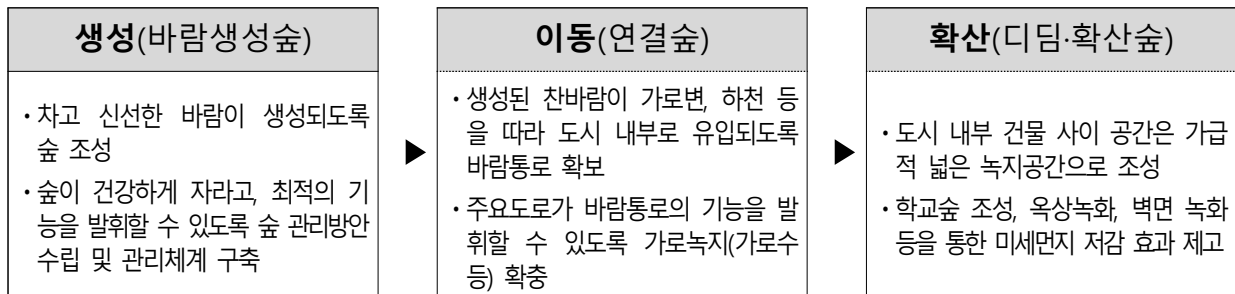 생성(바람생성숲)
· 차고 신선한 바람이 생성되도록
숲 조성
· 숲이 건강하게 자라고, 최적의 기
능을 발휘할 수 있도록 숲 관리방안
수립 및 관리체계 구축
▶
이동(연결숲)
· 생성된 찬바람이 가로변, 하천 등
을 따라 도시 내부로 유입되도록
바람통로 확보
· 주요도로가 바람통로의 기능을 발
휘할 수 있도록 가로녹지(가로수
등) 확충
▶
확산(디딤·확산숲)
· 도시 내부 건물 사이 공간은 가급
적 넓은 녹지공간으로 조성
· 학교숲 조성, 옥상녹화, 벽면 녹화
등을 통한 미세먼지 저감 효과 제고